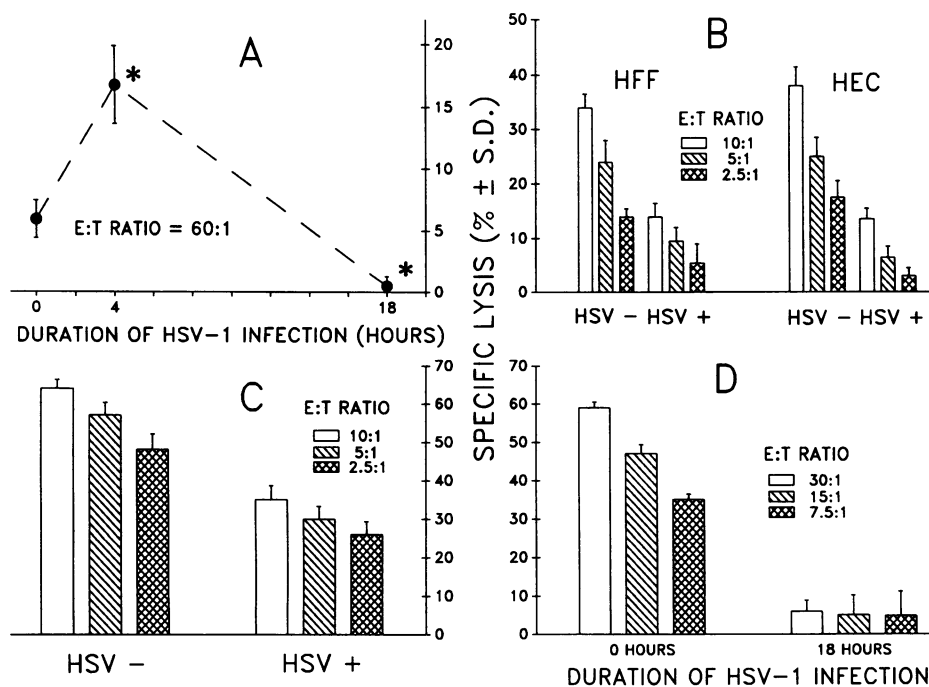 A
20
15
10
5
0
*
*
E:T RATIO = 60:1
0
4
18
DURATION OF HSV-1 INFECTION (HOURS)
SPECIFIC LYSIS (% ± S.D.)
B
50
40
30
20
10
0
HFF
HEC
E:T RATIO
10:1
5:1
2.5:1
HSV - HSV +
HSV - HSV +
C
70
60
50
40
30
20
10
0
E:T RATIO
10:1
5:1
2.5:1
HSV -
HSV +
D
70
60
50
40
30
20
10
0
E:T RATIO
30:1
15:1
7.5:1
0 HOURS
18 HOURS
DURATION OF HSV-1 INFECTION